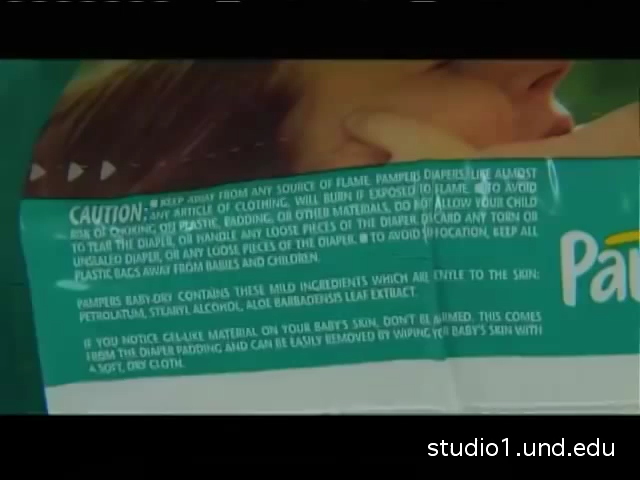 CAUTION: ■ KEEP AWAY FROM ANY SOURCE OF FLAME. PAMPERS DIAPERS, LIKE ALMOST
ANY ARTICLE OF CLOTHING, WILL BURN IF EXPOSED TO FLAME. ■ TO AVOID
RISK OF CHOKING ON PLASTIC, PADDING, OR OTHER MATERIALS, DO NOT ALLOW YOUR CHILD
TO TEAR THE DIAPER, OR HANDLE ANY LOOSE PIECES OF THE DIAPER. DISCARD ANY TORN OR
UNSEALED DIAPER, OR ANY LOOSE PIECES OF THE DIAPER. ■ TO AVOID SUFFOCATION, KEEP ALL
PLASTIC BAGS AWAY FROM BABIES AND CHILDREN.
PAMPERS BABY-DRY CONTAINS THESE MILD INGREDIENTS WHICH ARE GENTLE TO THE SKIN:
PETROLATUM, STEARYL ALCOHOL, ALOE BARBADENSIS LEAF EXTRACT.
IF YOU NOTICE GEL-LIKE MATERIAL ON YOUR BABY'S SKIN, DON'T BE ALARMED. THIS COMES
FROM THE DIAPER PADDING AND CAN BE EASILY REMOVED BY WIPING YOUR BABY'S SKIN WITH
A SOFT, DRY CLOTH.
Pa
studio1.und.edu